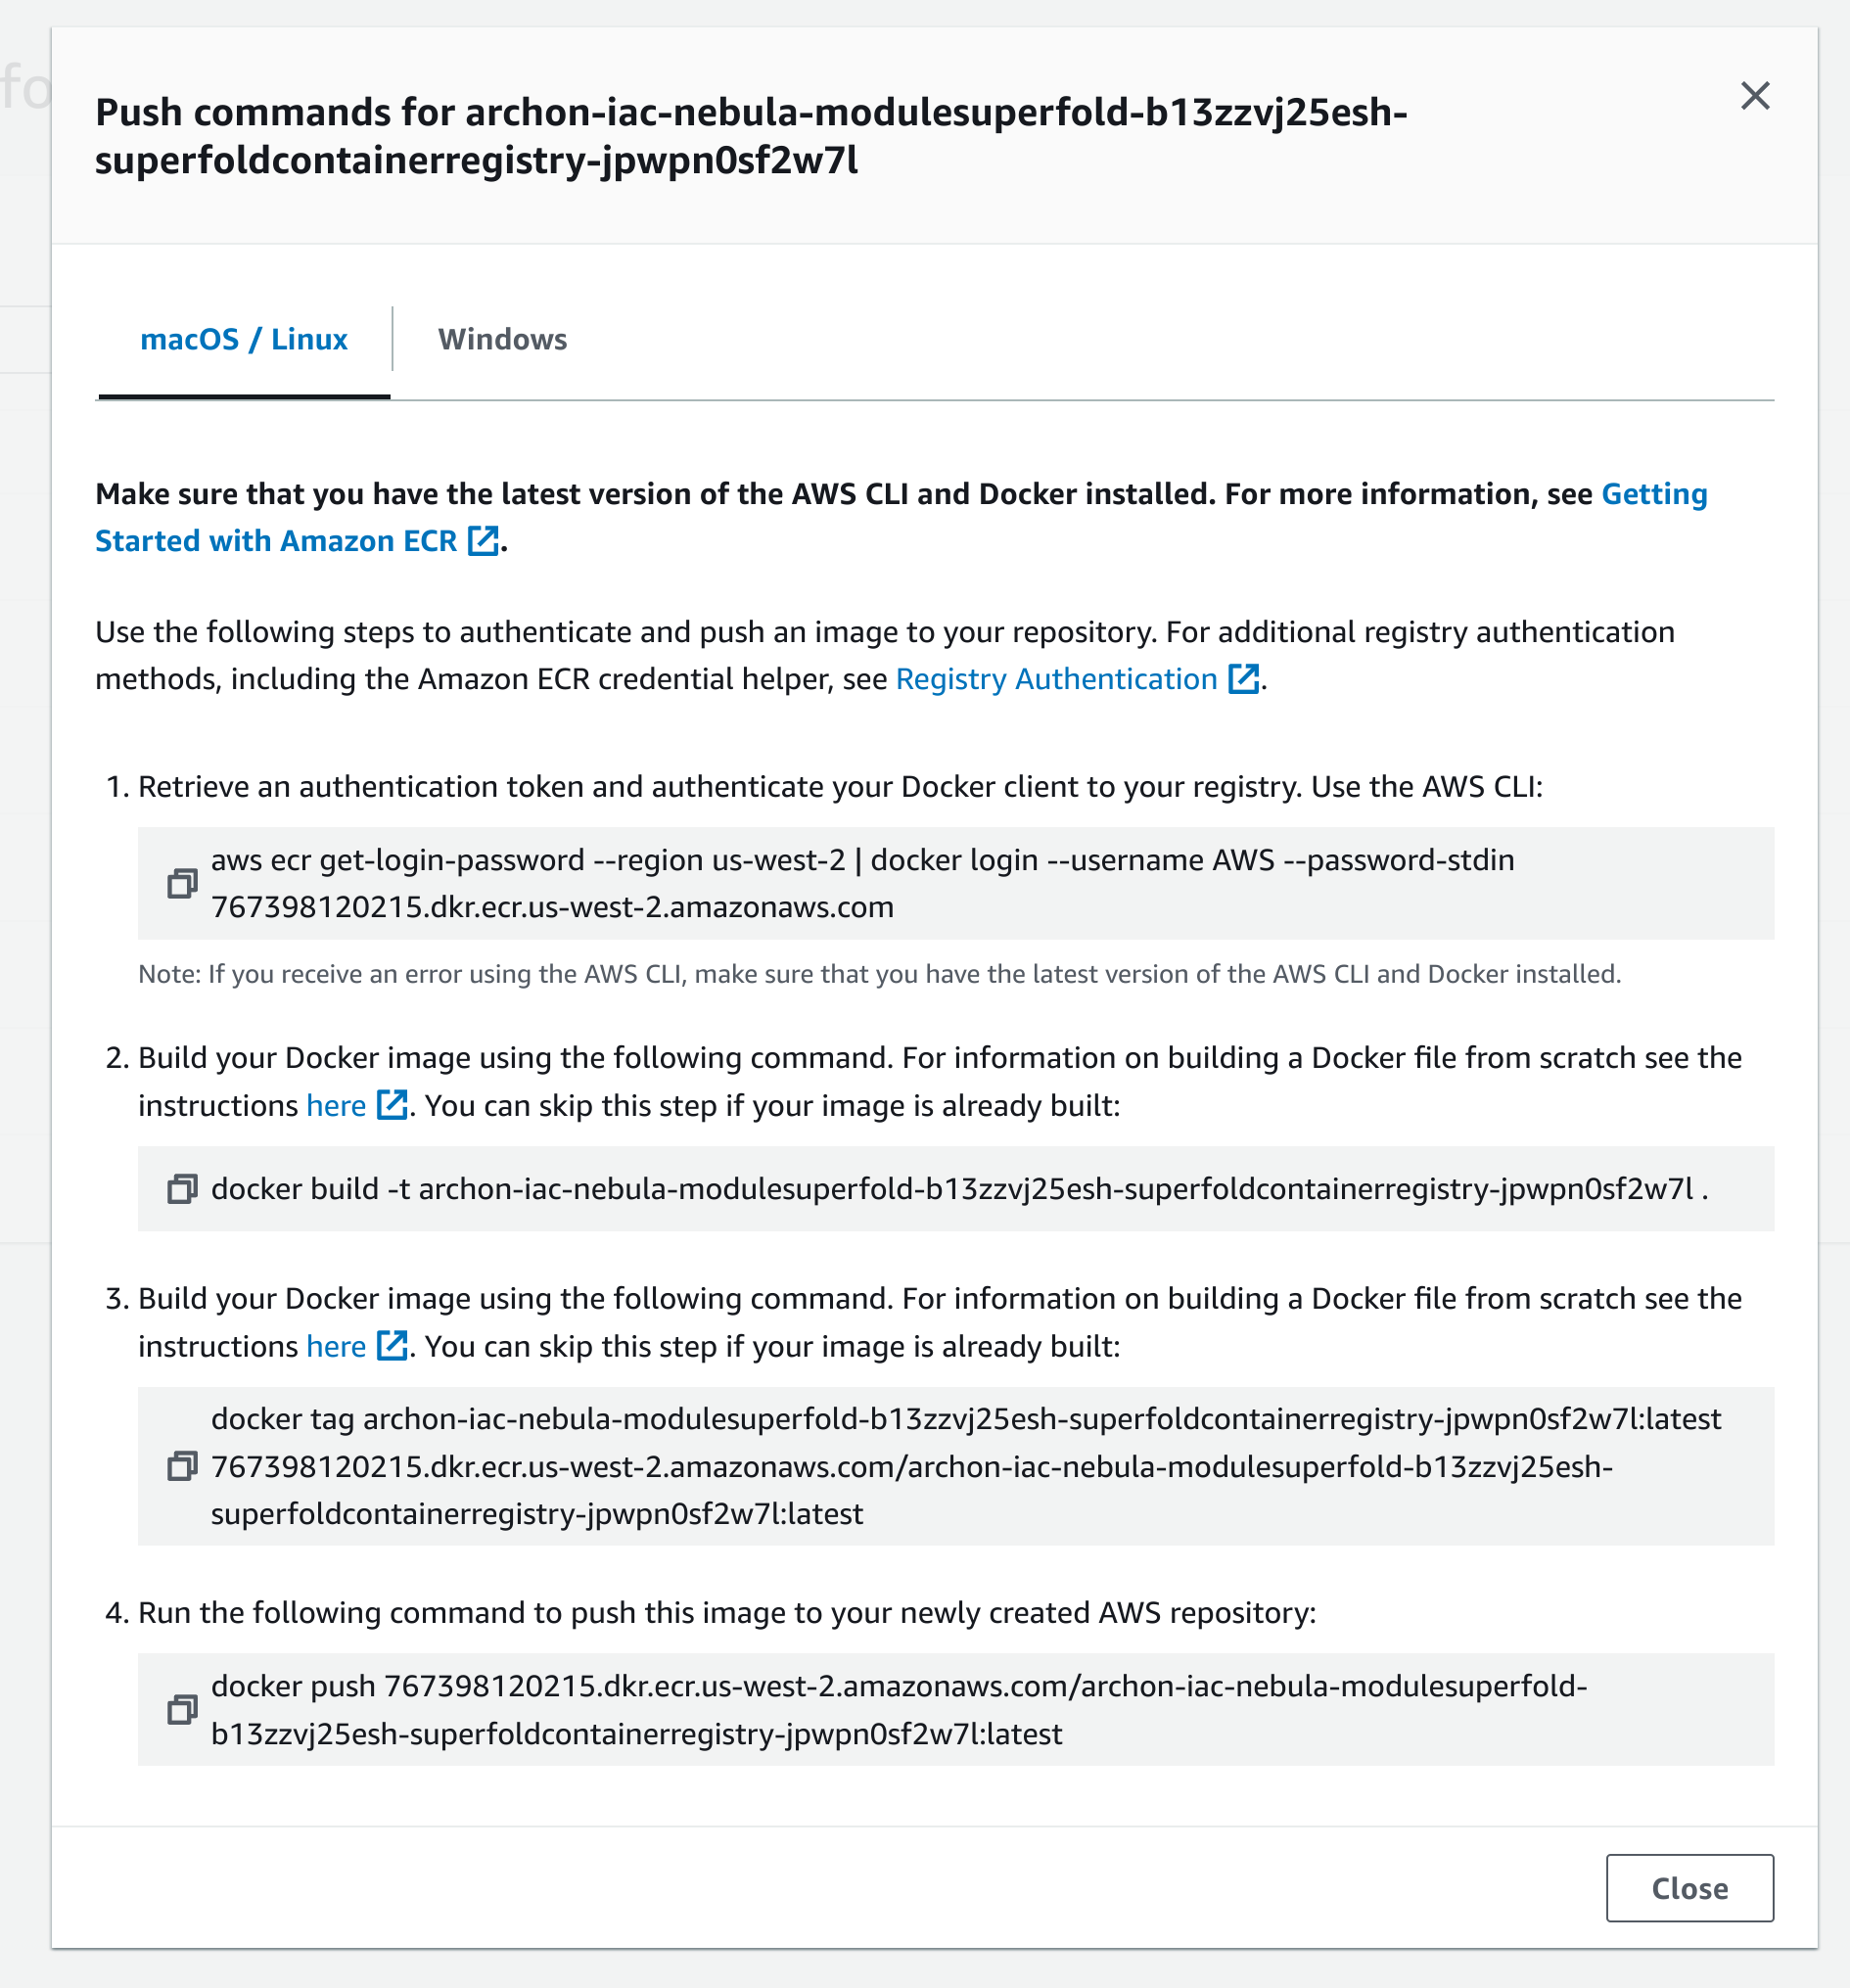 fo
Push commands for archon-iac-nebula-modulesuperfold-b13zzvj25esh-
superfoldcontainerregistry-jpwpn0sf2w7l
macOS / Linux
Windows
Make sure that you have the latest version of the AWS CLI and Docker installed. For more information, see Getting
Started with Amazon ECR.
Use the following steps to authenticate and push an image to your repository. For additional registry authentication
methods, including the Amazon ECR credential helper, see Registry Authentication.
1. Retrieve an authentication token and authenticate your Docker client to your registry. Use the AWS CLI:
aws ecr get-login-password --region us-west-2 | docker login --username AWS --password-stdin
767398120215.dkr.ecr.us-west-2.amazonaws.com
Note: If you receive an error using the AWS CLI, make sure that you have the latest version of the AWS CLI and Docker installed.
2. Build your Docker image using the following command. For information on building a Docker file from scratch see the
instructions here. You can skip this step if your image is already built:
docker build -t archon-iac-nebula-modulesuperfold-b13zzvj25esh-superfoldcontainerregistry-jpwpn0sf2w7l .
3. Build your Docker image using the following command. For information on building a Docker file from scratch see the
instructions here. You can skip this step if your image is already built:
docker tag archon-iac-nebula-modulesuperfold-b13zzvj25esh-superfoldcontainerregistry-jpwpn0sf2w7l:latest
767398120215.dkr.ecr.us-west-2.amazonaws.com/archon-iac-nebula-modulesuperfold-b13zzvj25esh-
superfoldcontainerregistry-jpwpn0sf2w7l:latest
4. Run the following command to push this image to your newly created AWS repository:
docker push 767398120215.dkr.ecr.us-west-2.amazonaws.com/archon-iac-nebula-modulesuperfold-
b13zzvj25esh-superfoldcontainerregistry-jpwpn0sf2w7l:latest
Close